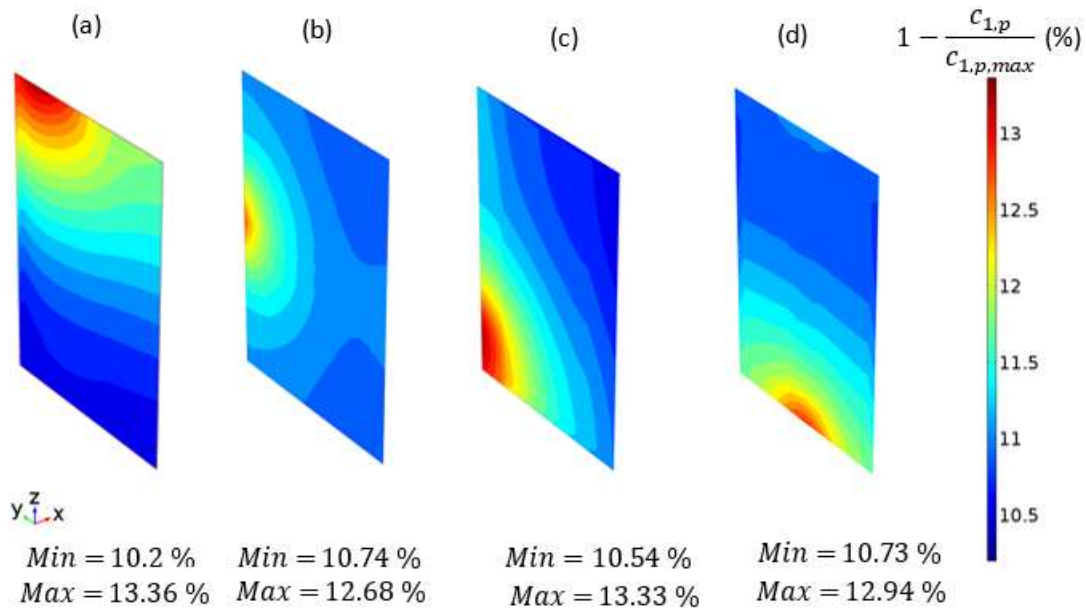 (a) (b) (c) (d) 1 − c₁,ₚ / c₁,ₚ,ₘₐₓ (%)
13
12.5
12
11.5
11
10.5
y z x
Min = 10.2 % Min = 10.74 % Min = 10.54 % Min = 10.73 %
Max = 13.36 % Max = 12.68 % Max = 13.33 % Max = 12.94 %